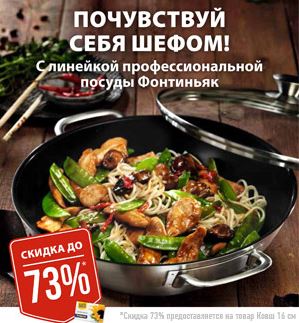 ПОЧУВСТВУЙ
СЕБЯ ШЕФОМ!
С линейкой профессиональной
посуды Фонтиньяк
СКИДКА ДО
73%*
*Скидка 73% предоставляется на товар Ковш 16 см